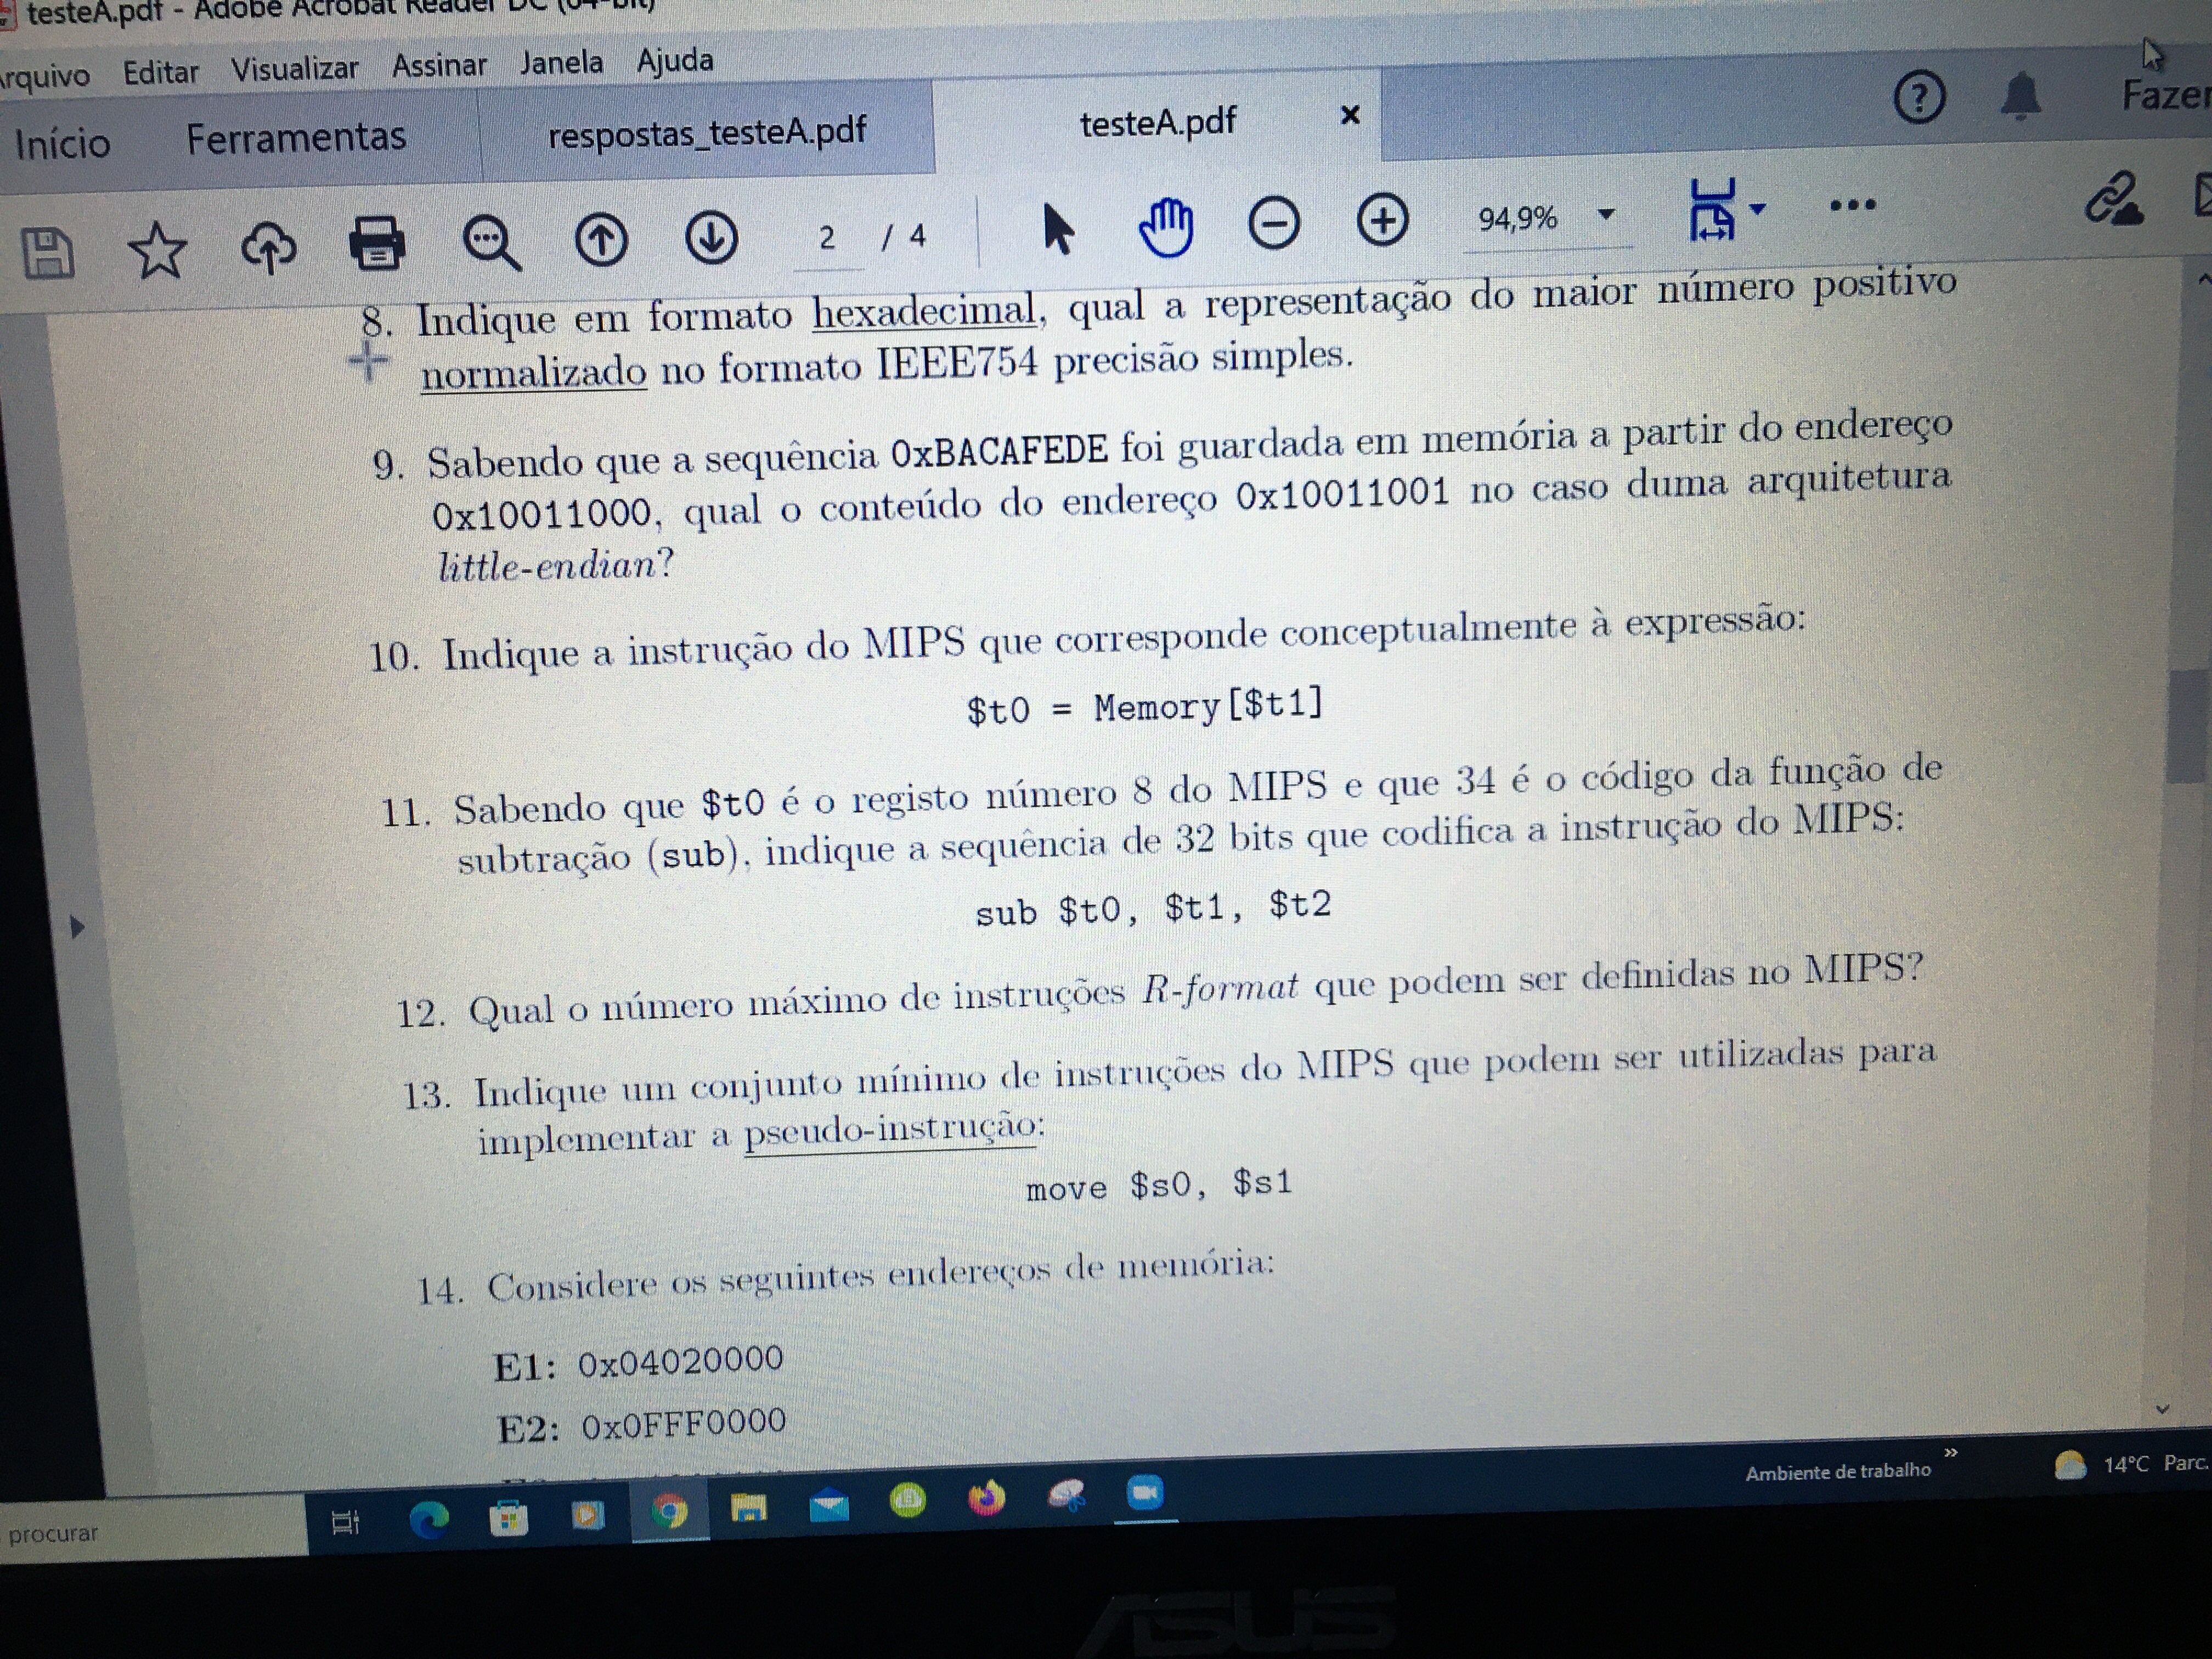 testeA.pdf - Adobe Acrobat Reader DC (64-bit)
Arquivo Editar Visualizar Assinar Janela Ajuda
Início Ferramentas respostas_testeA.pdf testeA.pdf × Fazer
2 / 4 94,9%
8. Indique em formato hexadecimal, qual a representação do maior número positivo
normalizado no formato IEEE754 precisão simples.
9. Sabendo que a sequência 0xBACAFEDE foi guardada em memória a partir do endereço
0x10011000, qual o conteúdo do endereço 0x10011001 no caso duma arquitetura
little-endian?
10. Indique a instrução do MIPS que corresponde conceptualmente à expressão:
$t0 = Memory[$t1]
11. Sabendo que $t0 é o registo número 8 do MIPS e que 34 é o código da função de
subtração (sub), indique a sequência de 32 bits que codifica a instrução do MIPS:
sub $t0, $t1, $t2
12. Qual o número máximo de instruções R-format que podem ser definidas no MIPS?
13. Indique um conjunto mínimo de instruções do MIPS que podem ser utilizadas para
implementar a pseudo-instrução:
move $s0, $s1
14. Considere os seguintes endereços de memória:
E1: 0x04020000
E2: 0x0FFF0000
procurar Ambiente de trabalho » 14°C Parc.
ASUS